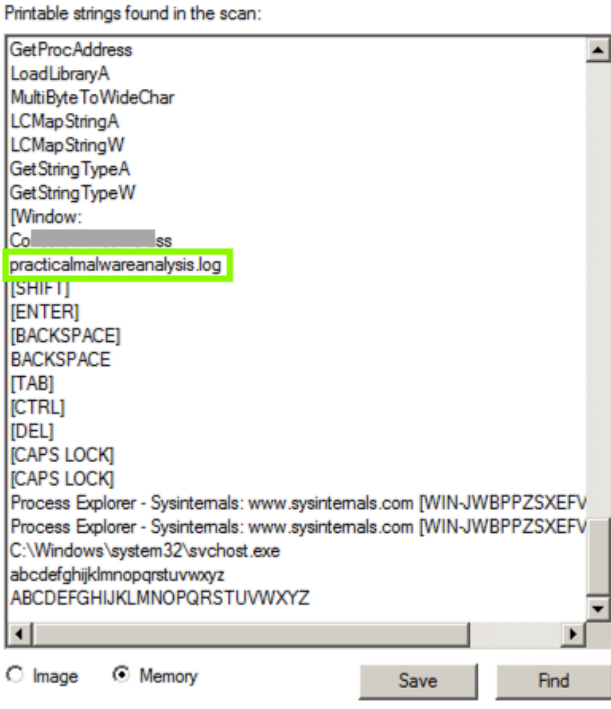 Printable strings found in the scan:
GetProcAddress
LoadLibraryA
MultiByteToWideChar
LCMapStringA
LCMapStringW
GetStringTypeA
GetStringTypeW
[Window:
Co ss
practicalmalwareanalysis.log
[SHIFT]
[ENTER]
[BACKSPACE]
BACKSPACE
[TAB]
[CTRL]
[DEL]
[CAPS LOCK]
[CAPS LOCK]
Process Explorer - Sysinternals: www.sysinternals.com [WIN-JWBPPZSXEFV
Process Explorer - Sysinternals: www.sysinternals.com [WIN-JWBPPZSXEFV
C:\Windows\system32\svchost.exe
abcdefghijklmnopqrstuvwxyz
ABCDEFGHIJKLMNOPQRSTUVWXYZ
Image Memory Save Find